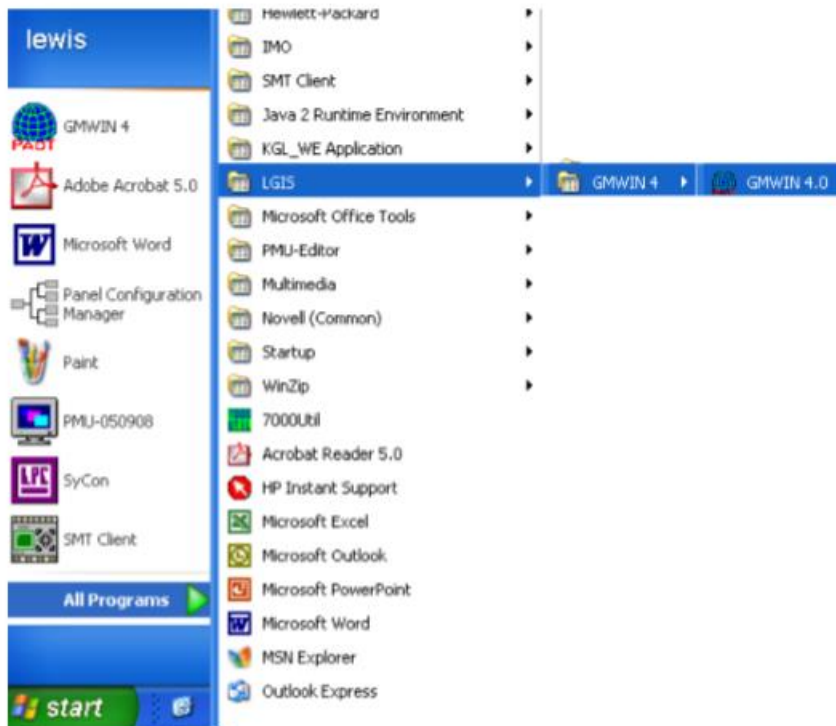 lewis
GMWIN 4
PADT
Adobe Acrobat 5.0
Microsoft Word
Panel Configuration
Manager
Paint
PMU-050908
SyCon
SMT Client
All Programs
start
Hewlett-Packard
IMO
SMT Client
Java 2 Runtime Environment
KGL_WE Application
LGIS
Microsoft Office Tools
PMU-Editor
Multimedia
Novell (Common)
Startup
WinZip
7000Util
Acrobat Reader 5.0
HP Instant Support
Microsoft Excel
Microsoft Outlook
Microsoft PowerPoint
Microsoft Word
MSN Explorer
Outlook Express
GMWIN 4
GMWIN 4.0